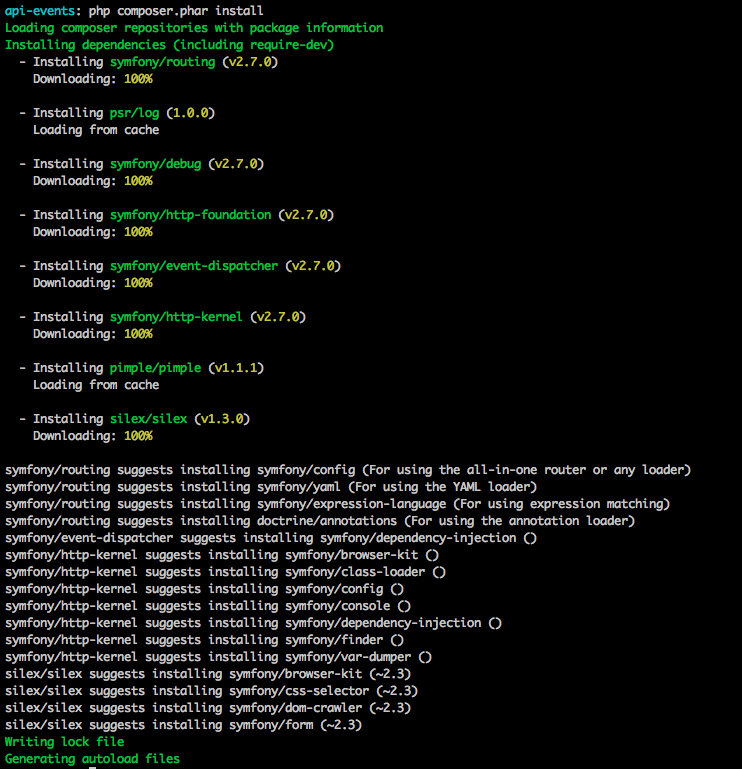 api-events: php composer.phar install
Loading composer repositories with package information
Installing dependencies (including require-dev)
- Installing symfony/routing (v2.7.0)
Downloading: 100%
- Installing psr/log (1.0.0)
Loading from cache
- Installing symfony/debug (v2.7.0)
Downloading: 100%
- Installing symfony/http-foundation (v2.7.0)
Downloading: 100%
- Installing symfony/event-dispatcher (v2.7.0)
Downloading: 100%
- Installing symfony/http-kernel (v2.7.0)
Downloading: 100%
- Installing pimple/pimple (v1.1.1)
Loading from cache
- Installing silex/silex (v1.3.0)
Downloading: 100%
symfony/routing suggests installing symfony/config (For using the all-in-one router or any loader)
symfony/routing suggests installing symfony/yaml (For using the YAML loader)
symfony/routing suggests installing symfony/expression-language (For using expression matching)
symfony/routing suggests installing doctrine/annotations (For using the annotation loader)
symfony/event-dispatcher suggests installing symfony/dependency-injection ()
symfony/http-kernel suggests installing symfony/browser-kit ()
symfony/http-kernel suggests installing symfony/class-loader ()
symfony/http-kernel suggests installing symfony/config ()
symfony/http-kernel suggests installing symfony/console ()
symfony/http-kernel suggests installing symfony/dependency-injection ()
symfony/http-kernel suggests installing symfony/finder ()
symfony/http-kernel suggests installing symfony/var-dumper ()
silex/silex suggests installing symfony/browser-kit (~2.3)
silex/silex suggests installing symfony/css-selector (~2.3)
silex/silex suggests installing symfony/dom-crawler (~2.3)
silex/silex suggests installing symfony/form (~2.3)
Writing lock file
Generating autoload files